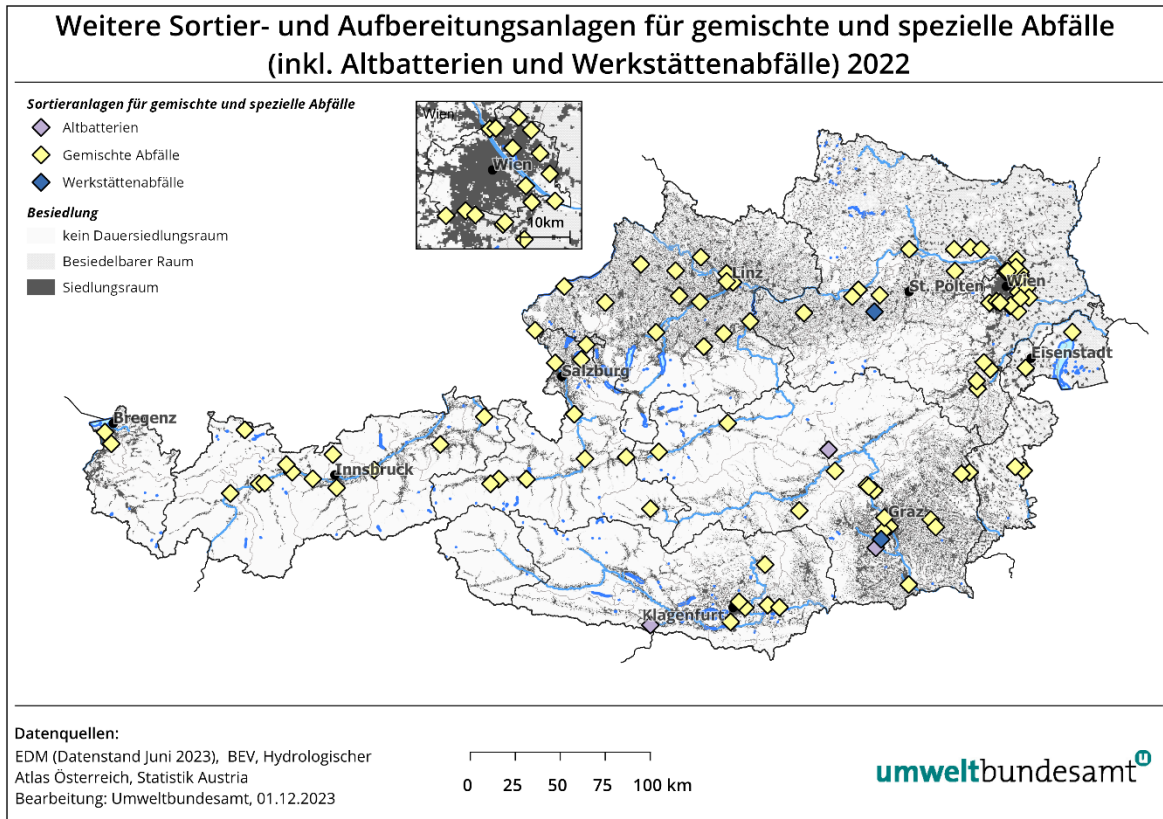 Weitere Sortier- und Aufbereitungsanlagen für gemischte und spezielle Abfälle
(inkl. Altbatterien und Werkstättenabfälle) 2022
Sortieranlagen für gemischte und spezielle Abfälle
Altbatterien
Gemischte Abfälle
Werkstättenabfälle
Besiedlung
kein Dauersiedlungsraum
Besiedelbarer Raum
Siedlungsraum
Wien
Wien
10km
Linz
St. Pölten
Wien
Eisenstadt
Salzburg
Bregenz
Innsbruck
Graz
Klagenfurt
Datenquellen:
EDM (Datenstand Juni 2023), BEV, Hydrologischer
Atlas Österreich, Statistik Austria
Bearbeitung: Umweltbundesamt, 01.12.2023
0 25 50 75 100 km
umweltbundesamt u